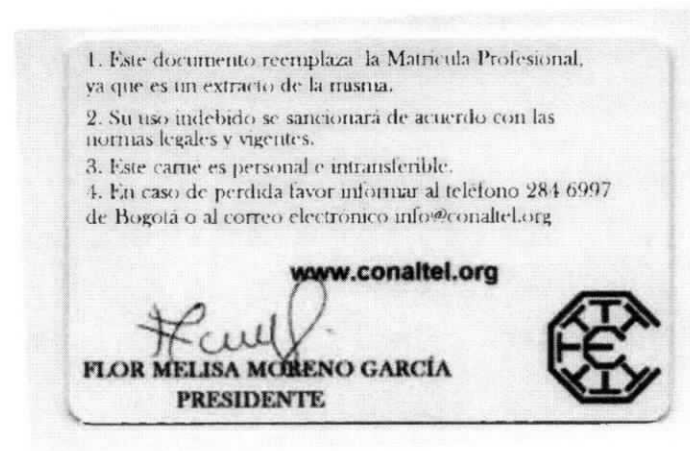 1. Este documento reemplaza la Matricula Profesional,
ya que es un extracto de la misma.
2. Su uso indebido se sancionará de acuerdo con las
normas legales y vigentes.
3. Este carne es personal e intransferible.
4. En caso de perdida favor informar al teléfono 284 6997
de Bogotá o al correo electrónico info@conaltel.org
www.conaltel.org
FLOR MELISA MORENO GARCÍA
PRESIDENTE